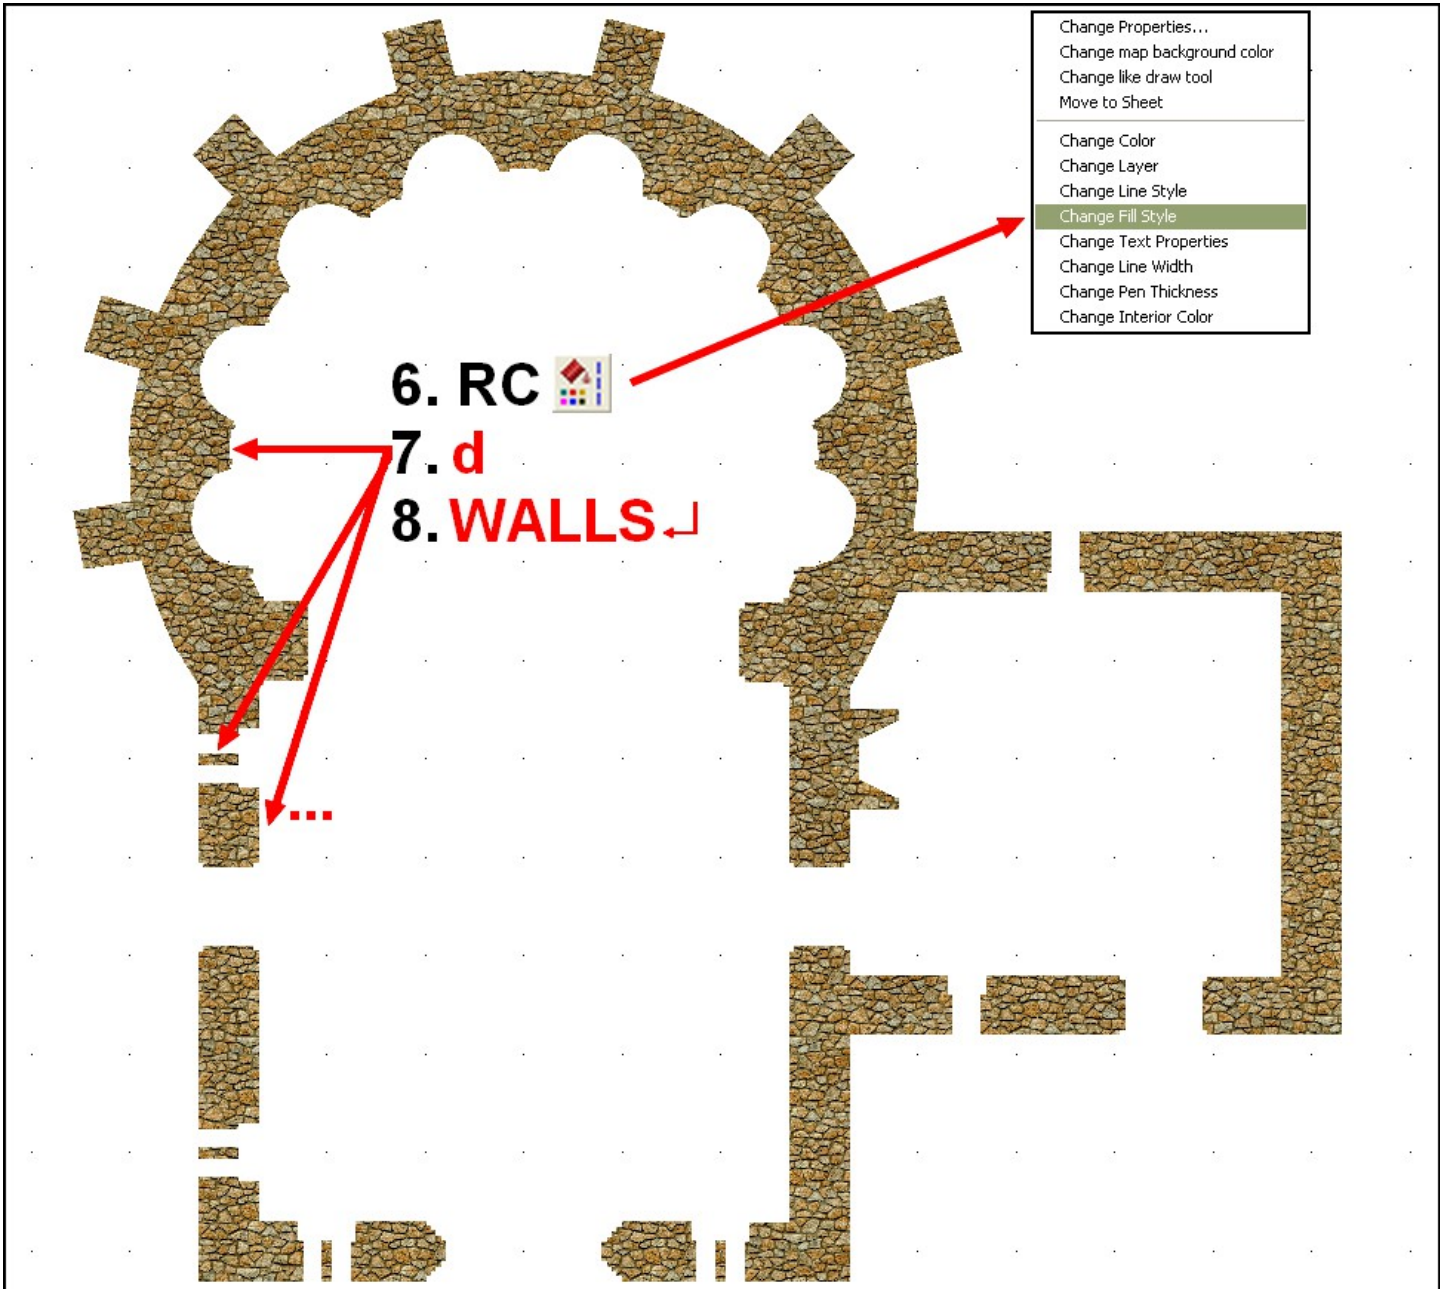 Change Properties...
Change map background color
Change like draw tool
Move to Sheet
Change Color
Change Layer
Change Line Style
Change Fill Style
Change Text Properties
Change Line Width
Change Pen Thickness
Change Interior Color
6. RC
7. d
8. WALLS↵
...